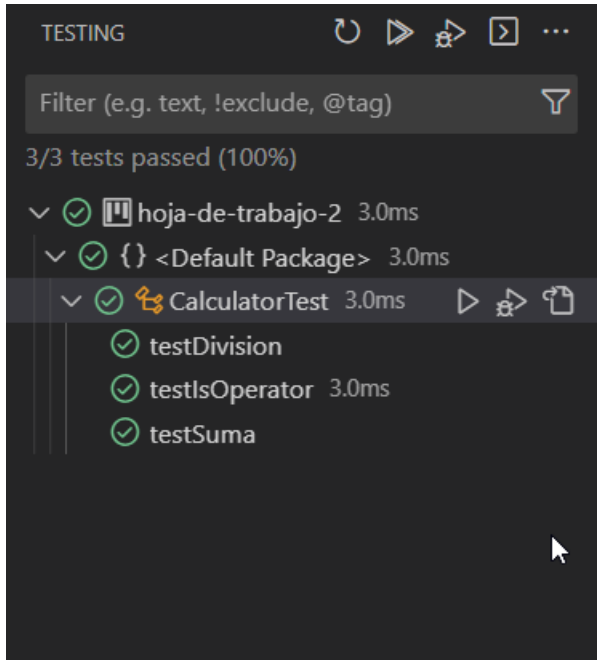 TESTING
Filter (e.g. text, !exclude, @tag)
3/3 tests passed (100%)
hoja-de-trabajo-2 3.0ms
{} <Default Package> 3.0ms
CalculatorTest 3.0ms
testDivision
testIsOperator 3.0ms
testSuma